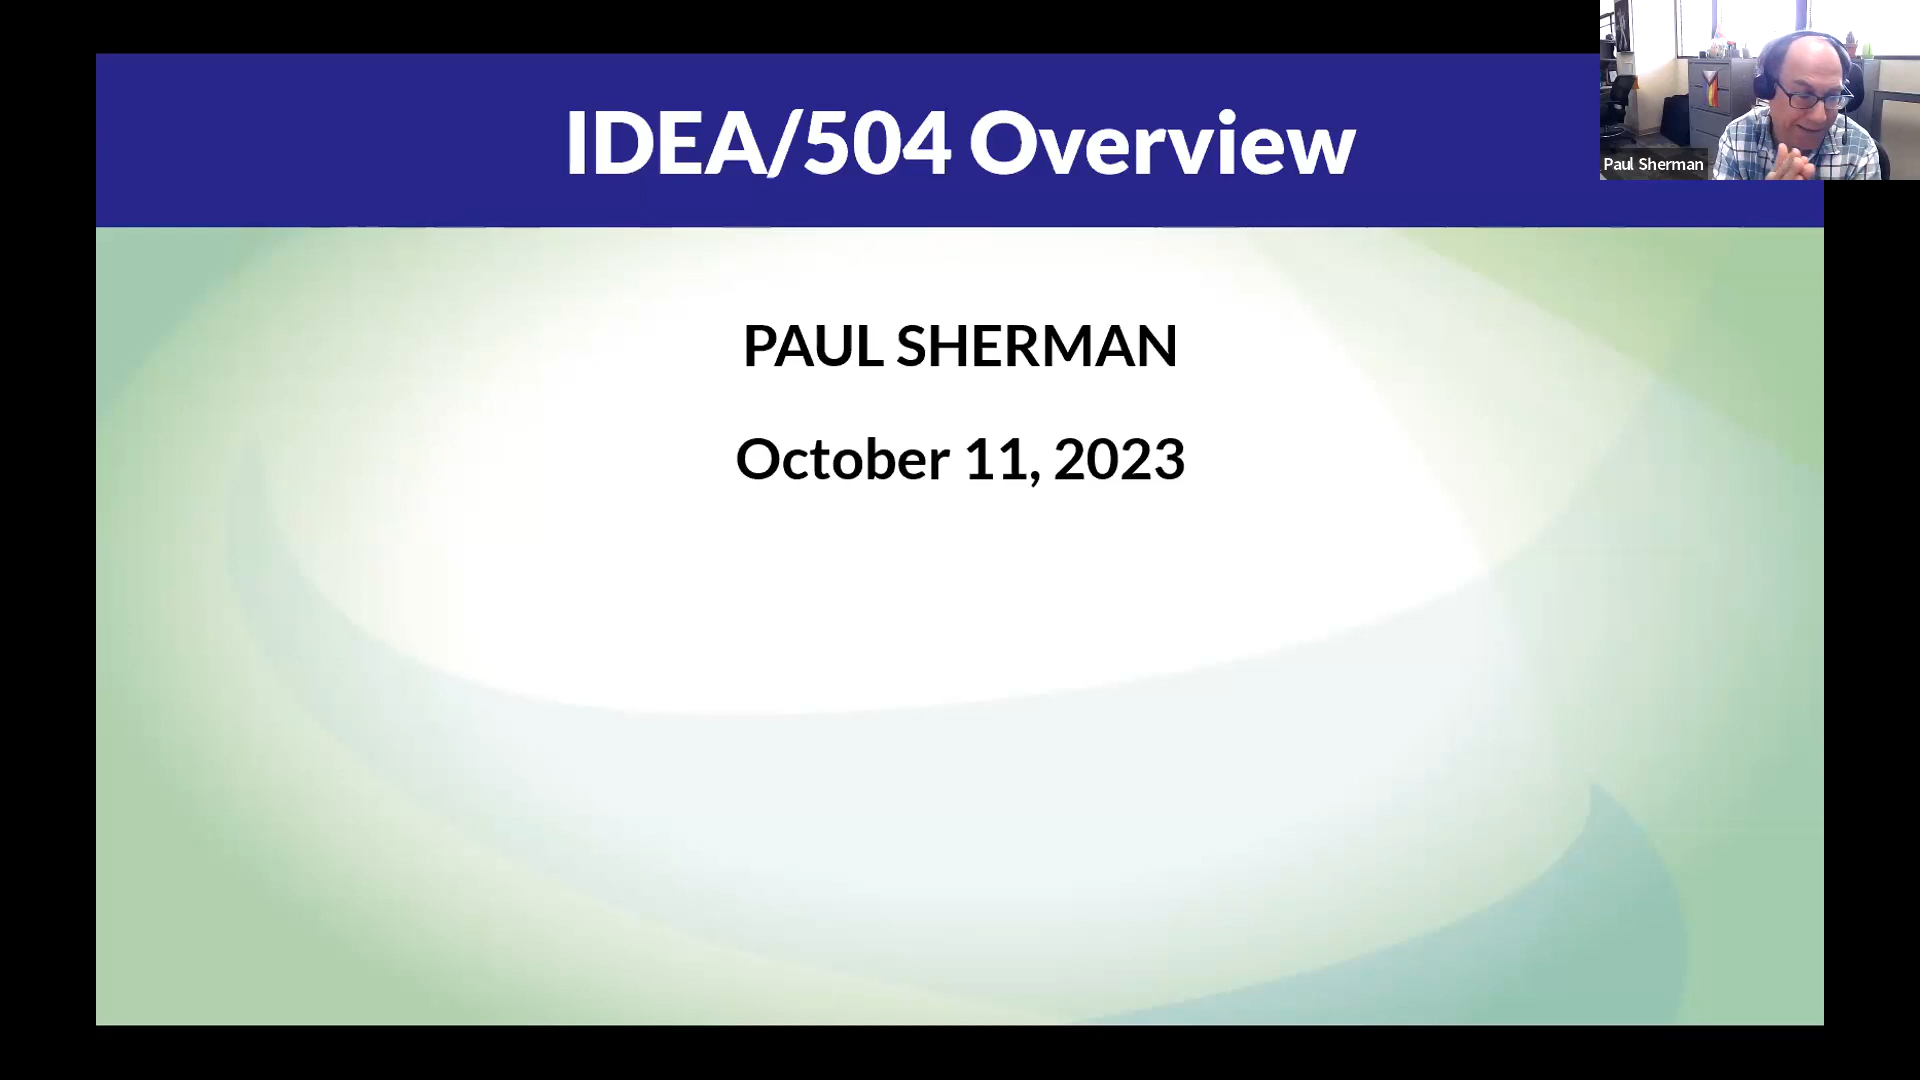 IDEA/504 Overview
Paul Sherman
PAUL SHERMAN
October 11, 2023